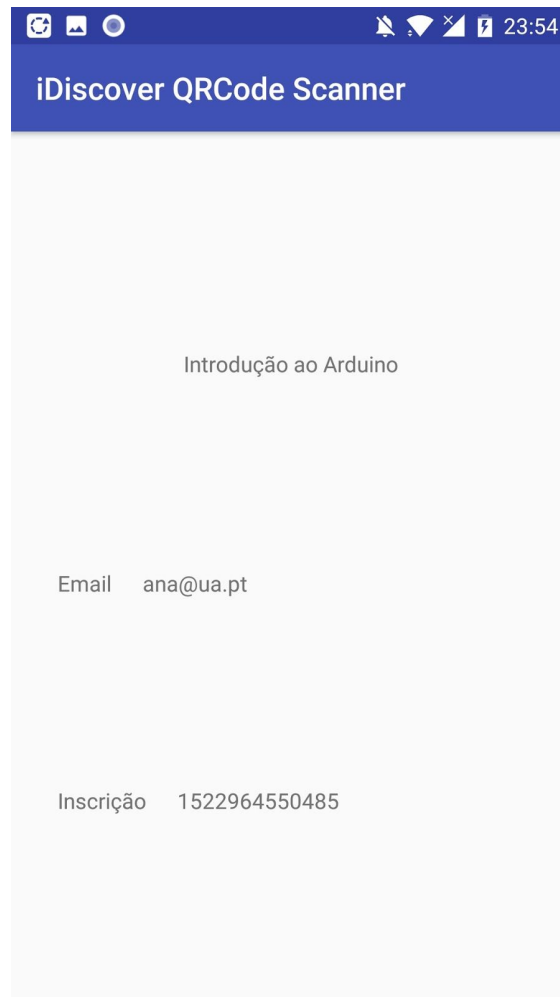 23:54
iDiscover QRCode Scanner
Introdução ao Arduino
Email ana@ua.pt
Inscrição 1522964550485